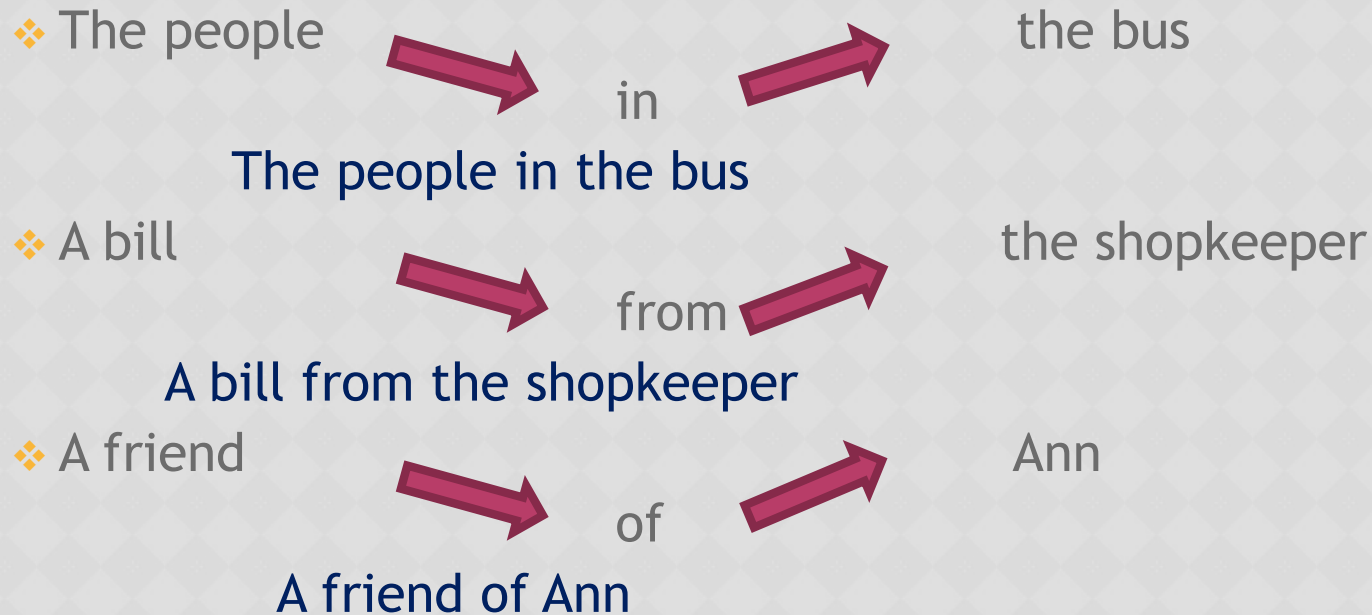 ❖ The people the bus
in
The people in the bus
❖ A bill the shopkeeper
from
A bill from the shopkeeper
❖ A friend Ann
of
A friend of Ann